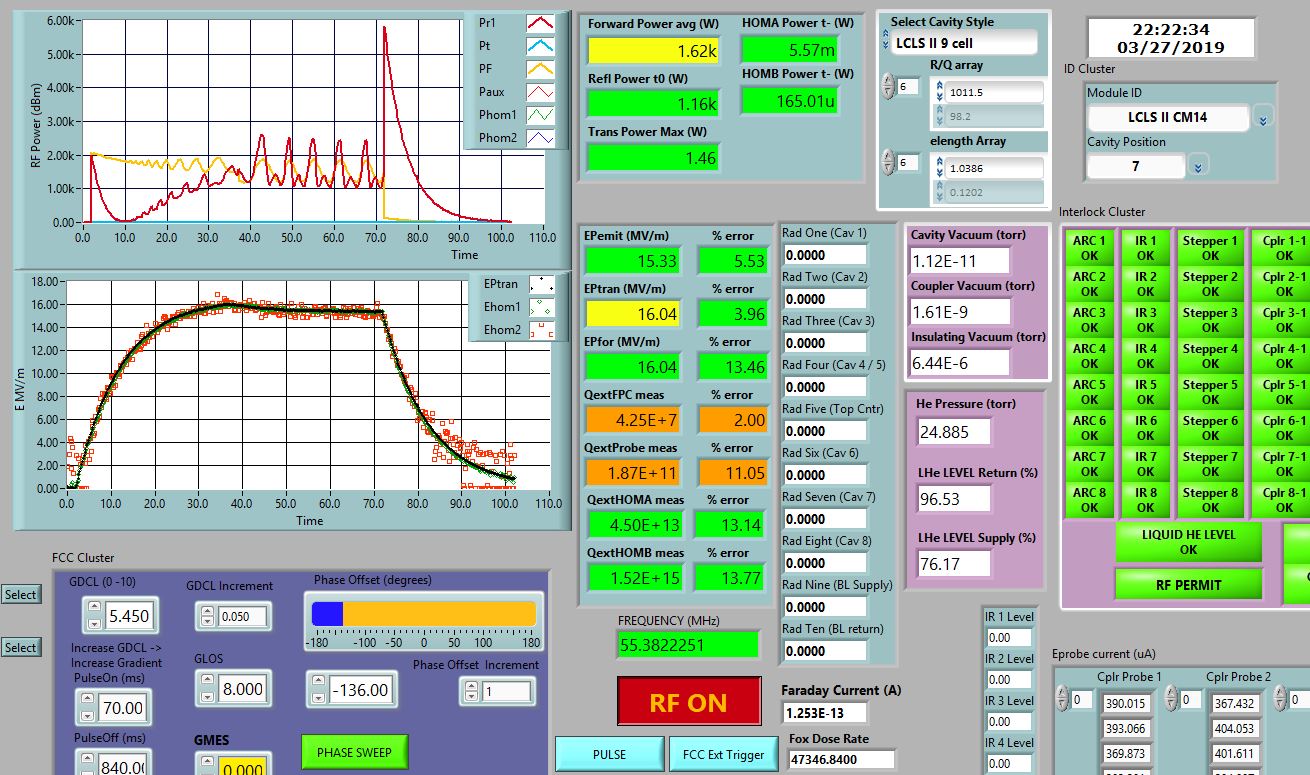 6.00k
5.00k
4.00k
3.00k
2.00k
1.00k
0.00
RF Power (dBm)
0.0 10.0 20.0 30.0 40.0 50.0 60.0 70.0 80.0 90.0 100.0 110.0
Time
Pr1
Pt
PF
Paux
Phom1
Phom2
18.00
16.00
14.00
12.00
10.00
8.00
6.00
4.00
2.00
0.00
E MV/m
0.0 10.0 20.0 30.0 40.0 50.0 60.0 70.0 80.0 90.0 100.0 110.0
Time
EPtran
Ehom1
Ehom2
Forward Power avg (W)
1.62k
Refl Power t0 (W)
1.16k
Trans Power Max (W)
1.46
HOMA Power t- (W)
5.57m
HOMB Power t- (W)
165.01u
Select Cavity Style
LCLS II 9 cell
R/Q array
6
1011.5
98.2
elength Array
6
1.0386
0.1202
22:22:34
03/27/2019
ID Cluster
Module ID
LCLS II CM14
Cavity Position
7
EPemit (MV/m) % error
15.33 5.53
EPtran (MV/m) % error
16.04 3.96
EPfor (MV/m) % error
16.04 13.46
QextFPC meas % error
4.25E+7 2.00
QextProbe meas % error
1.87E+11 11.05
QextHOMA meas % error
4.50E+13 13.14
QextHOMB meas % error
1.52E+15 13.77
FREQUENCY (MHz)
55.3822251
RF ON
PULSE
FCC Ext Trigger
Rad One (Cav 1)
0.0000
Rad Two (Cav 2)
0.0000
Rad Three (Cav 3)
0.0000
Rad Four (Cav 4 / 5)
0.0000
Rad Five (Top Cntr)
0.0000
Rad Six (Cav 6)
0.0000
Rad Seven (Cav 7)
0.0000
Rad Eight (Cav 8)
0.0000
Rad Nine (BL Supply)
0.0000
Rad Ten (BL return)
0.0000
Faraday Current (A)
1.253E-13
Fox Dose Rate
47346.8400
Cavity Vacuum (torr)
1.12E-11
Coupler Vacuum (torr)
1.61E-9
Insulating Vacuum (torr)
6.44E-6
He Pressure (torr)
24.885
LHe LEVEL Return (%)
96.53
LHe LEVEL Supply (%)
76.17
Interlock Cluster
ARC 1 IR 1 Stepper 1 Cplr 1-1
OK OK OK OK
ARC 2 IR 2 Stepper 2 Cplr 2-1
OK OK OK OK
ARC 3 IR 3 Stepper 3 Cplr 3-1
OK OK OK OK
ARC 4 IR 4 Stepper 4 Cplr 4-1
OK OK OK OK
ARC 5 IR 5 Stepper 5 Cplr 5-1
OK OK OK OK
ARC 6 IR 6 Stepper 6 Cplr 6-1
OK OK OK OK
ARC 7 IR 7 Stepper 7 Cplr 7-1
OK OK OK OK
ARC 8 IR 8 Stepper 8 Cplr 8-1
OK OK OK OK
LIQUID HE LEVEL
OK
RF PERMIT
IR 1 Level
0.00
IR 2 Level
0.00
IR 3 Level
0.00
IR 4 Level
0.00
Eprobe current (uA)
Cplr Probe 1 Cplr Probe 2
0 390.015 0 367.432 0
393.066 404.053
369.873 401.611
Select
Select
FCC Cluster
GDCL (0 -10)
5.450
Increase GDCL ->
Increase Gradient
PulseOn (ms)
70.00
PulseOff (ms)
840.0
GDCL Increment
0.050
GLOS
8.000
GMES
0.000
Phase Offset (degrees)
-180 -100 -50 0 50 100 180
Phase Offset Increment
-136.00 1
PHASE SWEEP